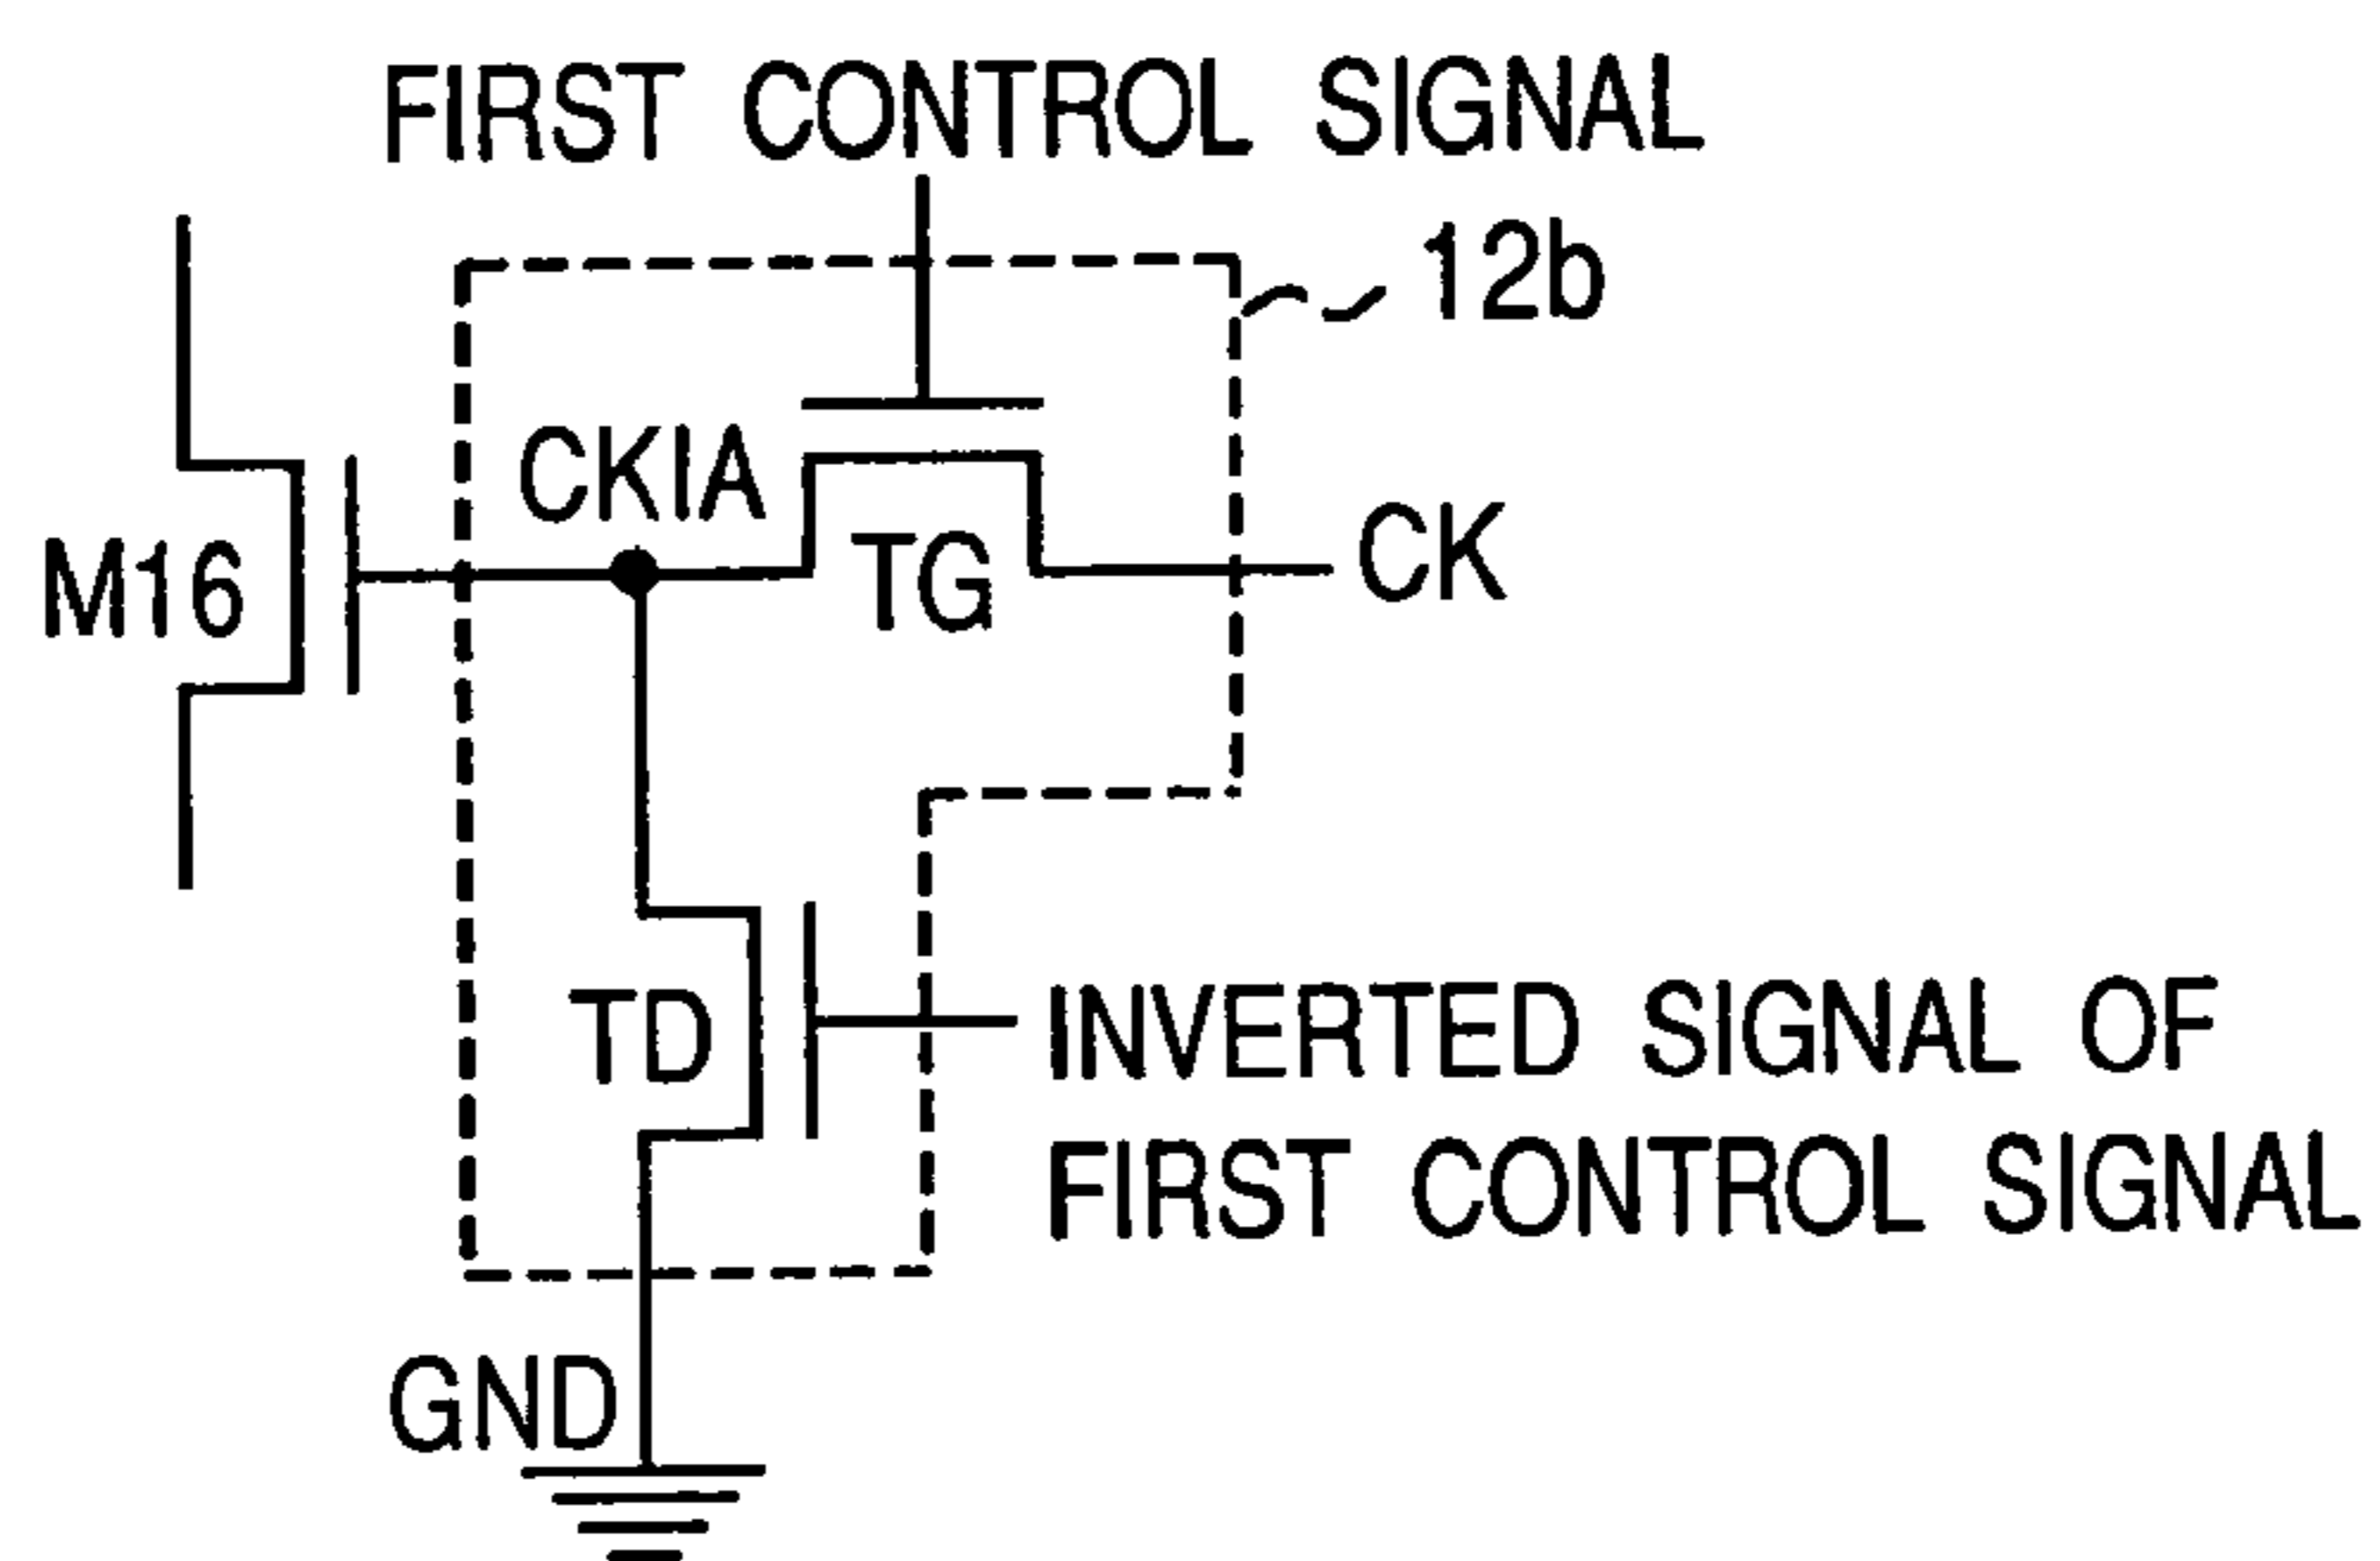 FIRST CONTROL SIGNAL
12b
CKIA
M16
TG
CK
TD
INVERTED SIGNAL OF
FIRST CONTROL SIGNAL
GND